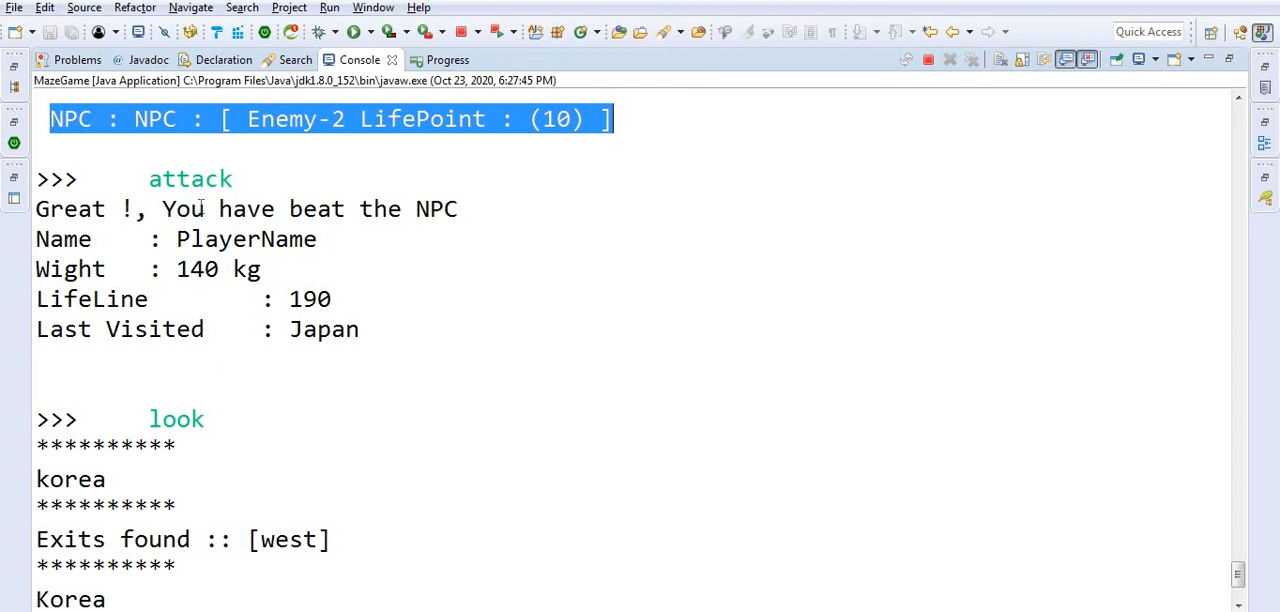 File Edit Source Refactor Navigate Search Project Run Window Help
Quick Access
Problems @ Javadoc Declaration Search Console Progress
MazeGame [Java Application] C:\Program Files\Java\jdk1.8.0_152\bin\javaw.exe (Oct 23, 2020, 6:27:45 PM)
NPC : NPC : [ Enemy-2 LifePoint : (10) ]
>>> attack
Great !, You have beat the NPC
Name : PlayerName
Wight : 140 kg
LifeLine : 190
Last Visited : Japan
>>> look
**********
korea
**********
Exits found :: [west]
**********
Korea